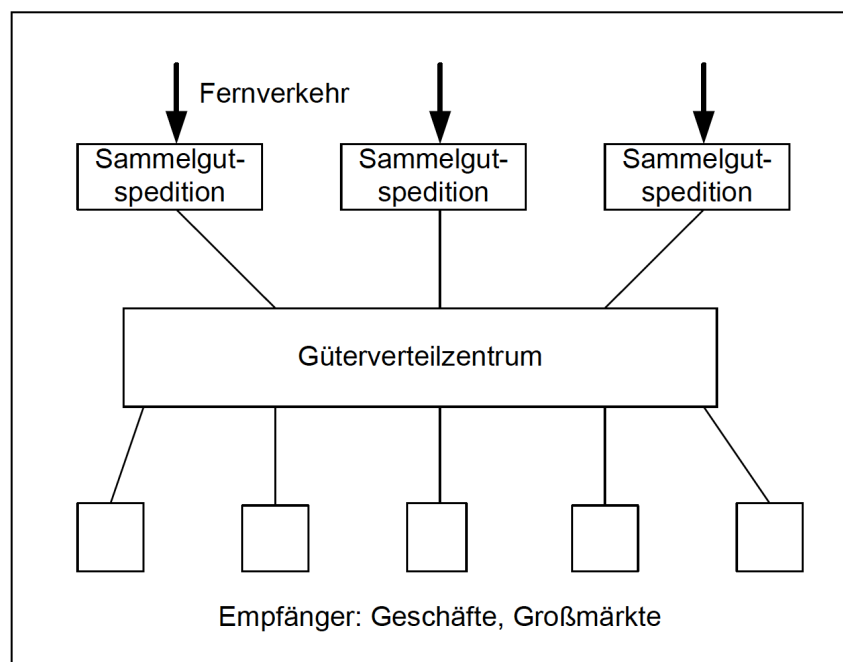 Fernverkehr
Sammelgut-
spedition
Sammelgut-
spedition
Sammelgut-
spedition
Güterverteilzentrum
Empfänger: Geschäfte, Großmärkte